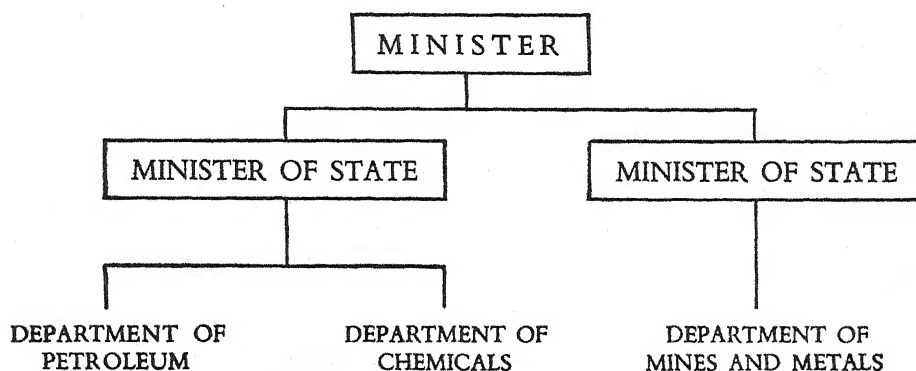 MINISTER
MINISTER OF STATE
MINISTER OF STATE
DEPARTMENT OF
PETROLEUM
DEPARTMENT OF
CHEMICALS
DEPARTMENT OF
MINES AND METALS